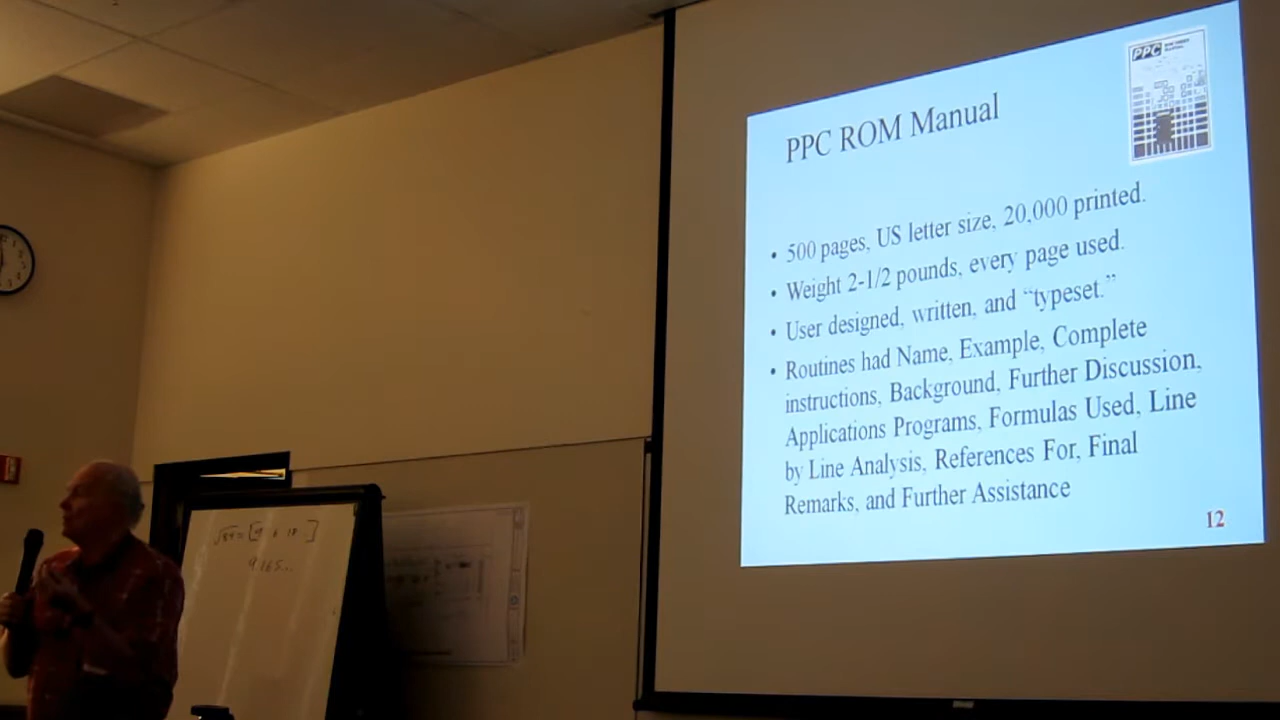 PPC
PPC ROM Manual
• 500 pages, US letter size, 20,000 printed.
• Weight 2-1/2 pounds, every page used.
• User designed, written, and “typeset.”
• Routines had Name, Example, Complete
instructions, Background, Further Discussion,
Applications Programs, Formulas Used, Line
by Line Analysis, References For, Final
Remarks, and Further Assistance
12
9.165...